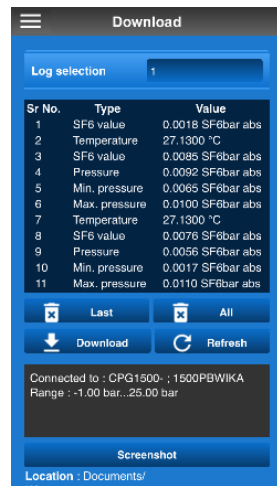 Download
Log selection 1
Sr No. Type Value
1 SF6 value 0.0018 SF6bar abs
2 Temperature 27.1300 °C
3 SF6 value 0.0085 SF6bar abs
4 Pressure 0.0092 SF6bar abs
5 Min. pressure 0.0065 SF6bar abs
6 Max. pressure 0.0100 SF6bar abs
7 Temperature 27.1300 °C
8 SF6 value 0.0076 SF6bar abs
9 Pressure 0.0056 SF6bar abs
10 Min. pressure 0.0017 SF6bar abs
11 Max. pressure 0.0110 SF6bar abs
Last All
Download Refresh
Connected to : CPG1500- ; 1500PBWIKA
Range : -1.00 bar...25.00
bar
Screenshot
Location : Documents/